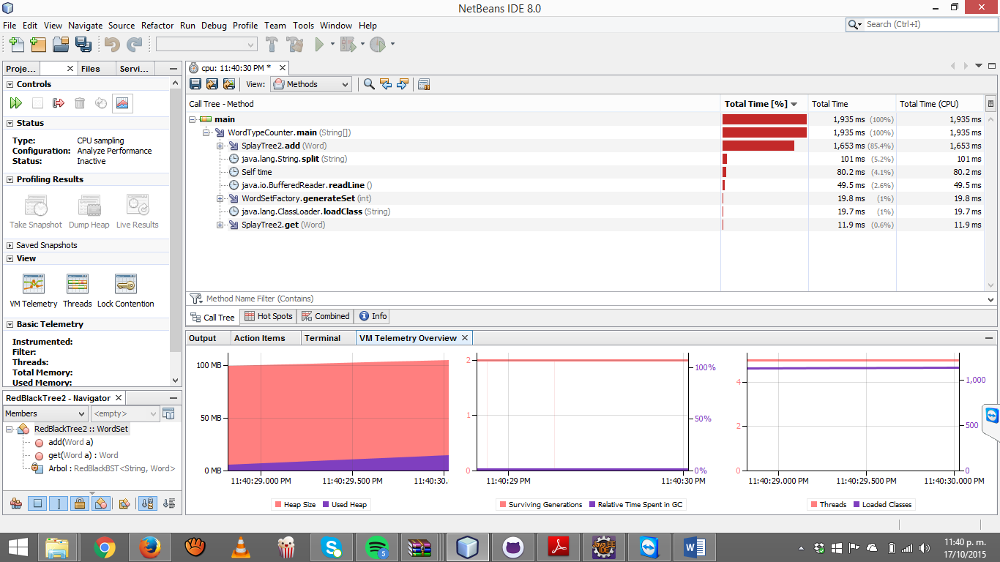 NetBeans IDE 8.0
File Edit View Navigate Source Refactor Run Debug Profile Team Tools Window Help
Search (Ctrl+I)
Proje... Files Servi...
Controls
Status
Type: CPU sampling
Configuration: Analyze Performance
Status: Inactive
Profiling Results
Take Snapshot Dump Heap Live Results
Saved Snapshots
View
VM Telemetry Threads Lock Contention
Basic Telemetry
Instrumented:
Filter:
Threads:
Total Memory:
Used Memory:
RedBlackTree2 - Navigator
Members <empty>
RedBlackTree2 :: WordSet
add(Word a)
get(Word a) : Word
Arbol : RedBlackBST<String, Word>
cpu: 11:40:30 PM *
View: Methods
Call Tree - Method Total Time [%] Total Time Total Time (CPU)
main 1,935 ms (100%) 1,935 ms
WordTypeCounter.main (String[]) 1,935 ms (100%) 1,935 ms
SplayTree2.add (Word) 1,653 ms (85.4%) 1,653 ms
java.lang.String.split (String) 101 ms (5.2%) 101 ms
Self time 80.2 ms (4.1%) 80.2 ms
java.io.BufferedReader.readLine () 49.5 ms (2.6%) 49.5 ms
WordSetFactory.generateSet (int) 19.8 ms (1%) 19.8 ms
java.lang.ClassLoader.loadClass (String) 19.7 ms (1%) 19.7 ms
SplayTree2.get (Word) 11.9 ms (0.6%) 11.9 ms
Method Name Filter (Contains)
Call Tree Hot Spots Combined Info
Output Action Items Terminal VM Telemetry Overview
100 MB
50 MB
0 MB
11:40:29.000 PM 11:40:29.500 PM 11:40:30.
Heap Size Used Heap
2
1
0
100%
50%
0%
11:40:29 PM 11:40:30 PM
Surviving Generations Relative Time Spent in GC
4
2
0
1,000
500
0
11:40:29.000 PM 11:40:29.500 PM 11:40:30.000 PM
Threads Loaded Classes
5
Java EE
IDE
11:40 p. m.
17/10/2015